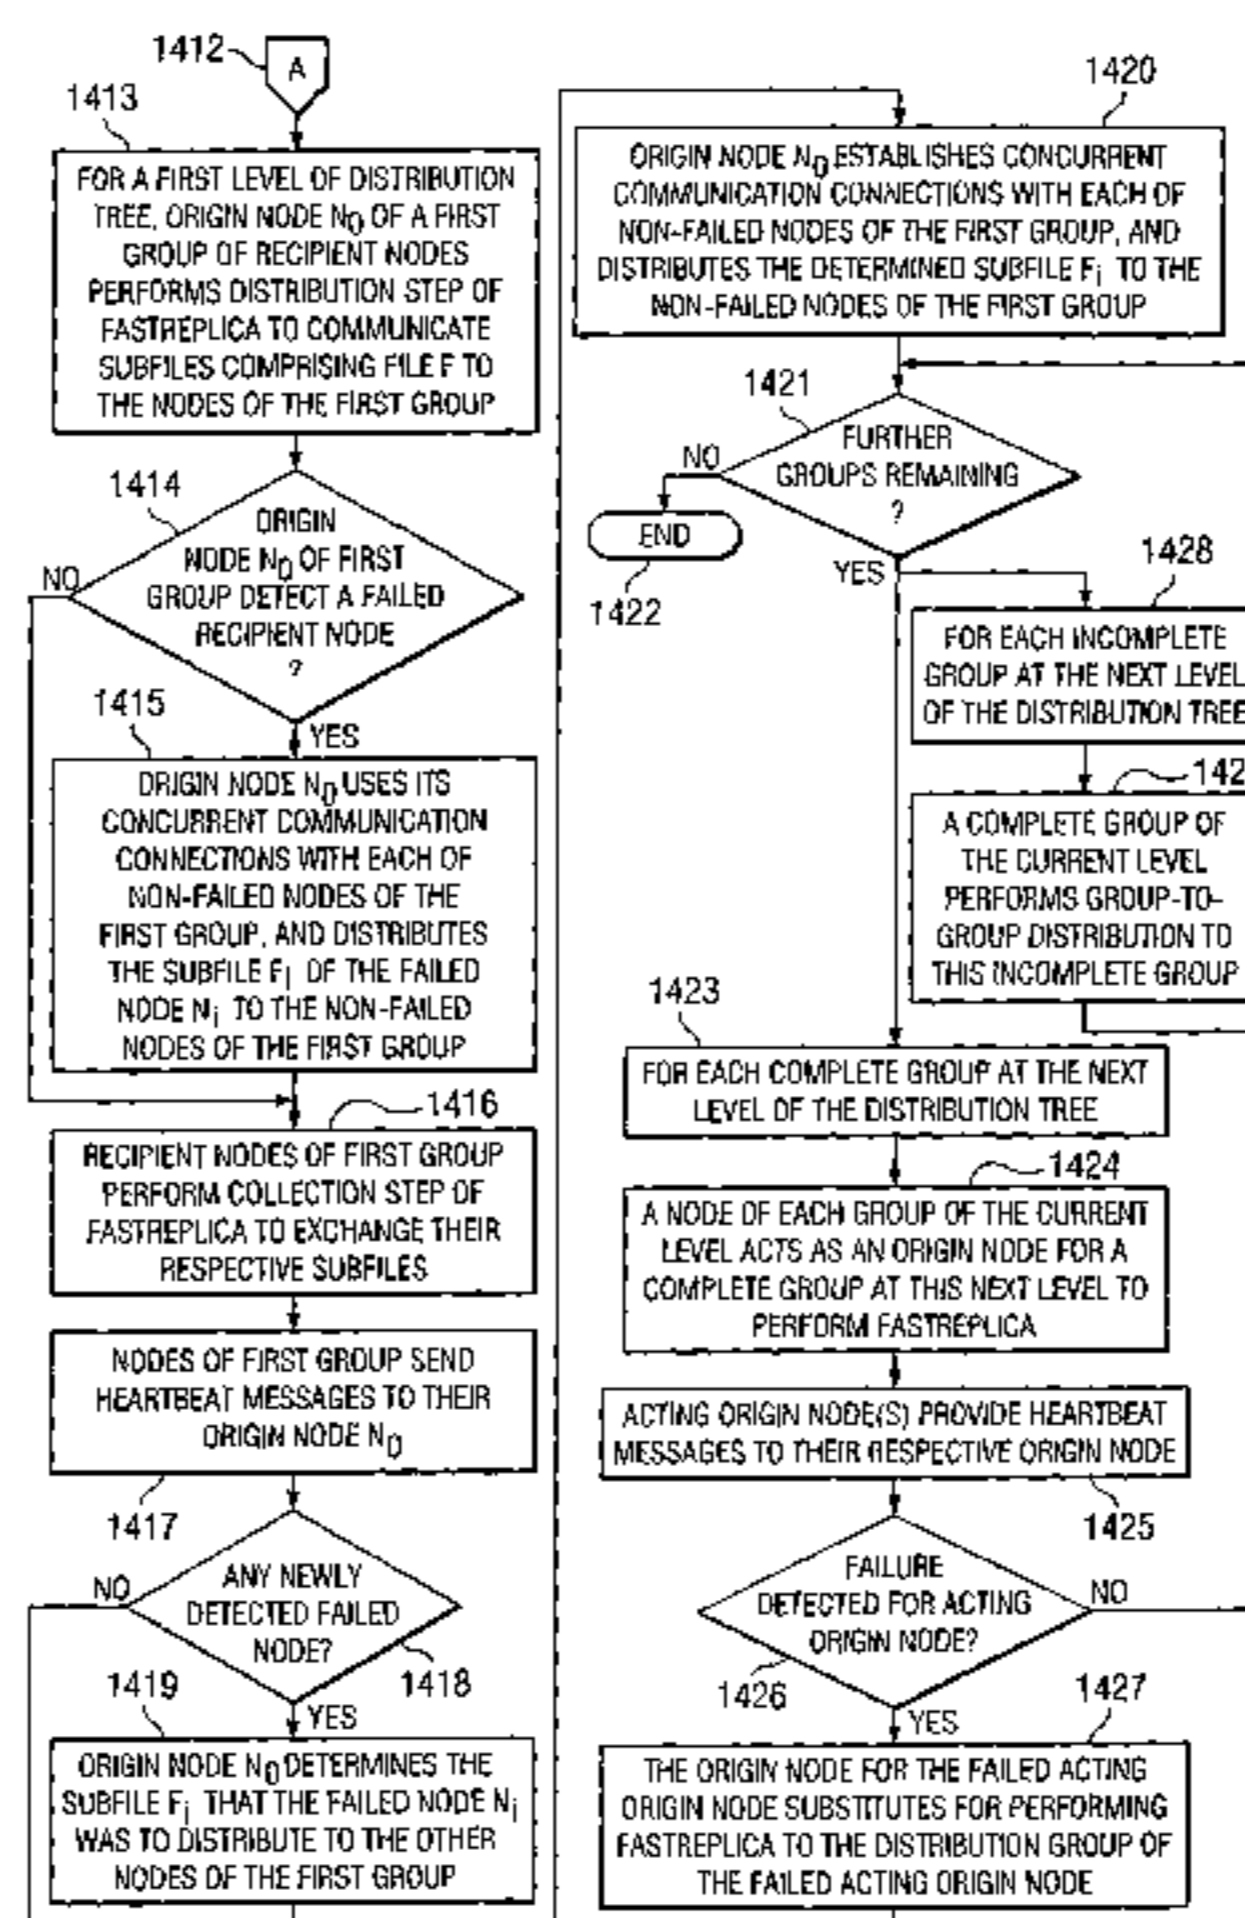 1412
A
1413
FOR A FIRST LEVEL OF DISTRIBUTION
TREE, ORIGIN NODE N0 OF A FIRST
GROUP OF RECIPIENT NODES
PERFORMS DISTRIBUTION STEP OF
FASTREPLICA TO COMMUNICATE
SUBFILES COMPRISING FILE F TO
THE NODES OF THE FIRST GROUP
1414
ORIGIN
NODE N0 OF FIRST
GROUP DETECT A FAILED
RECIPIENT NODE
?
NO
YES
1415
ORIGIN NODE N0 USES ITS
CONCURRENT COMMUNICATION
CONNECTIONS WITH EACH OF
NON-FAILED NODES OF THE
FIRST GROUP, AND DISTRIBUTES
THE SUBFILE Fi OF THE FAILED
NODE Ni TO THE NON-FAILED
NODES OF THE FIRST GROUP
1416
RECIPIENT NODES OF FIRST GROUP
PERFORM COLLECTION STEP OF
FASTREPLICA TO EXCHANGE THEIR
RESPECTIVE SUBFILES
NODES OF FIRST GROUP SEND
HEARTBEAT MESSAGES TO THEIR
ORIGIN NODE N0
1417
ANY NEWLY
DETECTED FAILED
NODE?
NO
1418
YES
1419
ORIGIN NODE N0 DETERMINES THE
SUBFILE Fi THAT THE FAILED NODE Ni
WAS TO DISTRIBUTE TO THE OTHER
NODES OF THE FIRST GROUP
1420
ORIGIN NODE N0 ESTABLISHES CONCURRENT
COMMUNICATION CONNECTIONS WITH EACH OF
NON-FAILED NODES OF THE FIRST GROUP, AND
DISTRIBUTES THE DETERMINED SUBFILE Fi TO THE
NON-FAILED NODES OF THE FIRST GROUP
1421
FURTHER
GROUPS REMAINING
?
NO
END
1422
YES
1428
FOR EACH INCOMPLETE
GROUP AT THE NEXT LEVEL
OF THE DISTRIBUTION TREE
142
A COMPLETE GROUP OF
THE CURRENT LEVEL
PERFORMS GROUP-TO-
GROUP DISTRIBUTION TO
THIS INCOMPLETE GROUP
1423
FOR EACH COMPLETE GROUP AT THE NEXT
LEVEL OF THE DISTRIBUTION TREE
1424
A NODE OF EACH GROUP OF THE CURRENT
LEVEL ACTS AS AN ORIGIN NODE FOR A
COMPLETE GROUP AT THIS NEXT LEVEL TO
PERFORM FASTREPLICA
ACTING ORIGIN NODE(S) PROVIDE HEARTBEAT
MESSAGES TO THEIR RESPECTIVE ORIGIN NODE
1425
FAILURE
DETECTED FOR ACTING
ORIGIN NODE?
NO
1426
YES
1427
THE ORIGIN NODE FOR THE FAILED ACTING
ORIGIN NODE SUBSTITUTES FOR PERFORMING
FASTREPLICA TO THE DISTRIBUTION GROUP OF
THE FAILED ACTING ORIGIN NODE